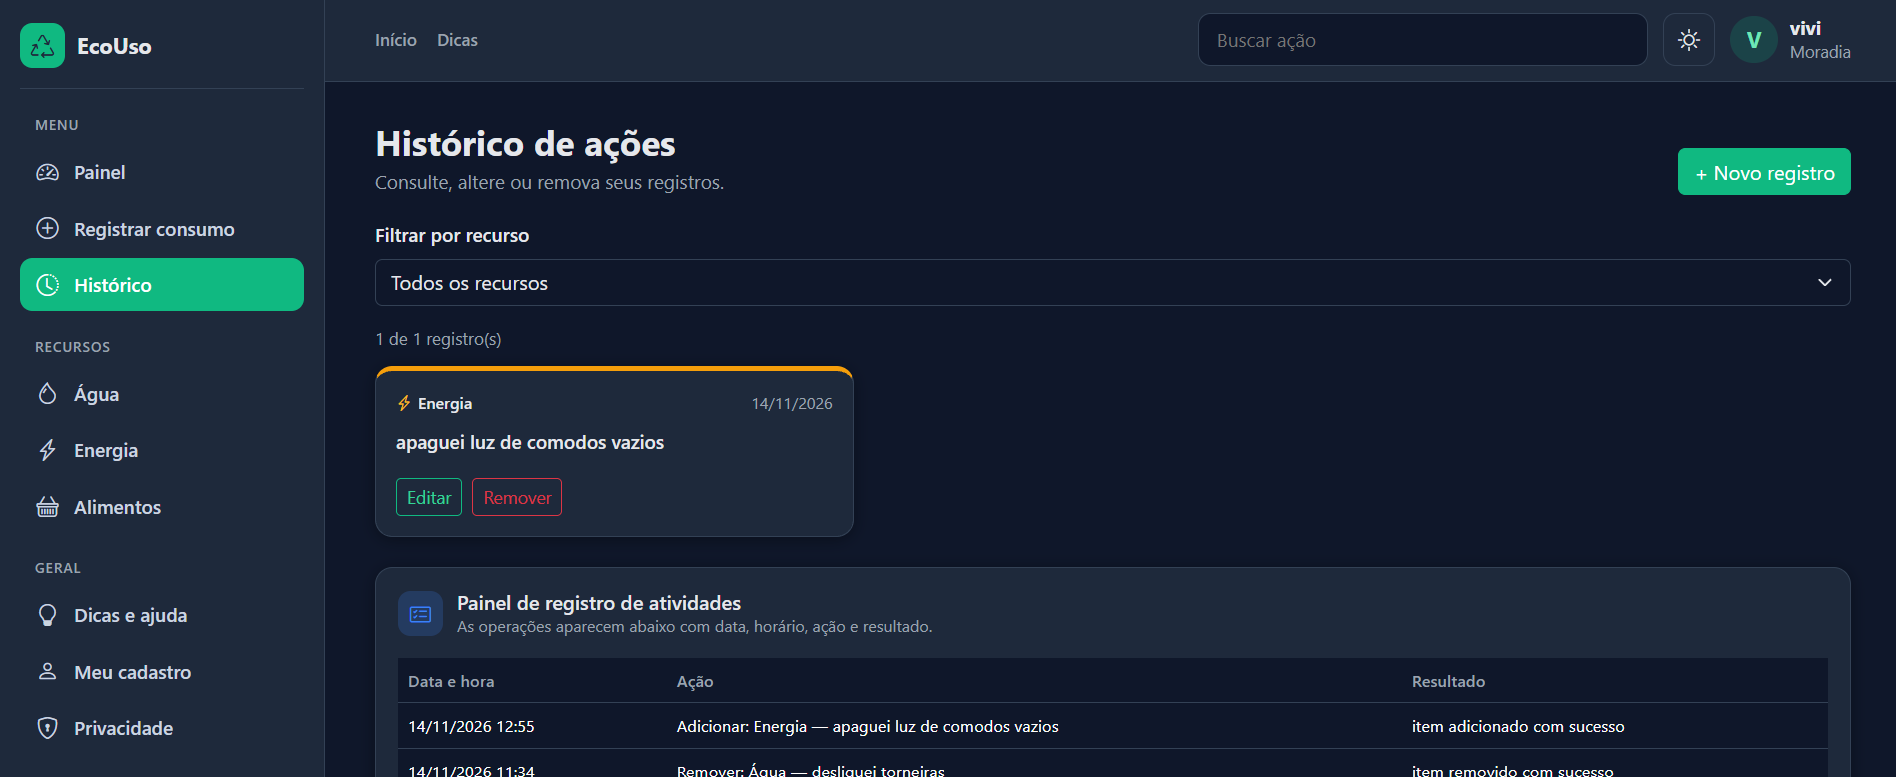 EcoUso
MENU
Painel
Registrar consumo
Histórico
RECURSOS
Água
Energia
Alimentos
GERAL
Dicas e ajuda
Meu cadastro
Privacidade
Início Dicas
Buscar ação
V
vivi
Moradia
Histórico de ações
Consulte, altere ou remova seus registros.
+ Novo registro
Filtrar por recurso
Todos os recursos
1 de 1 registro(s)
Energia 14/11/2026
apaguei luz de comodos vazios
Editar Remover
Painel de registro de atividades
As operações aparecem abaixo com data, horário, ação e resultado.
Data e hora Ação Resultado
14/11/2026 12:55 Adicionar: Energia — apaguei luz de comodos vazios item adicionado com sucesso
14/11/2026 11:34 Remover: Água — desliguei torneiras item removido com sucesso